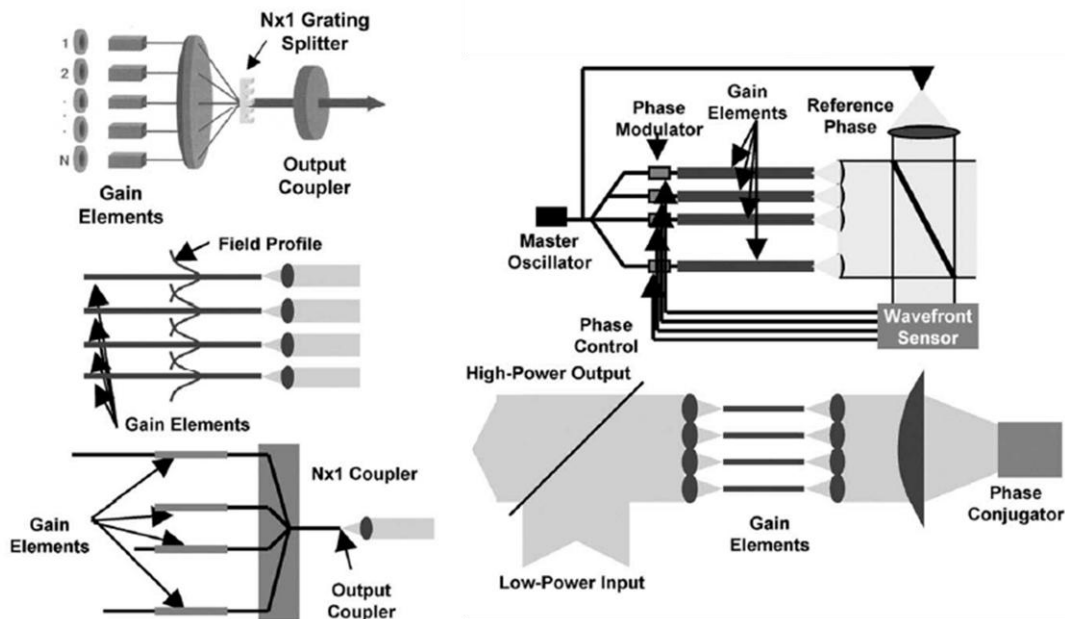 Nx1 Grating
Splitter
1
2
.
.
N
Gain
Elements
Output
Coupler
Field Profile
Gain Elements
Nx1 Coupler
Gain
Elements
Output
Coupler
Gain
Elements
Phase
Modulator
Reference
Phase
Master
Oscillator
Phase
Control
Wavefront
Sensor
High-Power Output
Gain
Elements
Phase
Conjugator
Low-Power Input